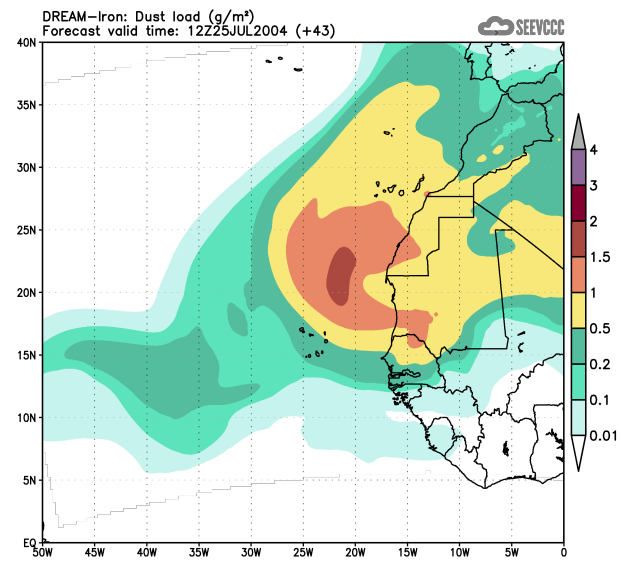 DREAM-Iron: Dust load (g/m²)
Forecast valid time: 12Z25JUL2004 (+43)
SEEVCCC
40N
35N
30N
25N
20N
15N
10N
5N
EQ
50W 45W 40W 35W 30W 25W 20W 15W 10W 5W 0
4
3
2
1.5
1
0.5
0.2
0.1
0.01